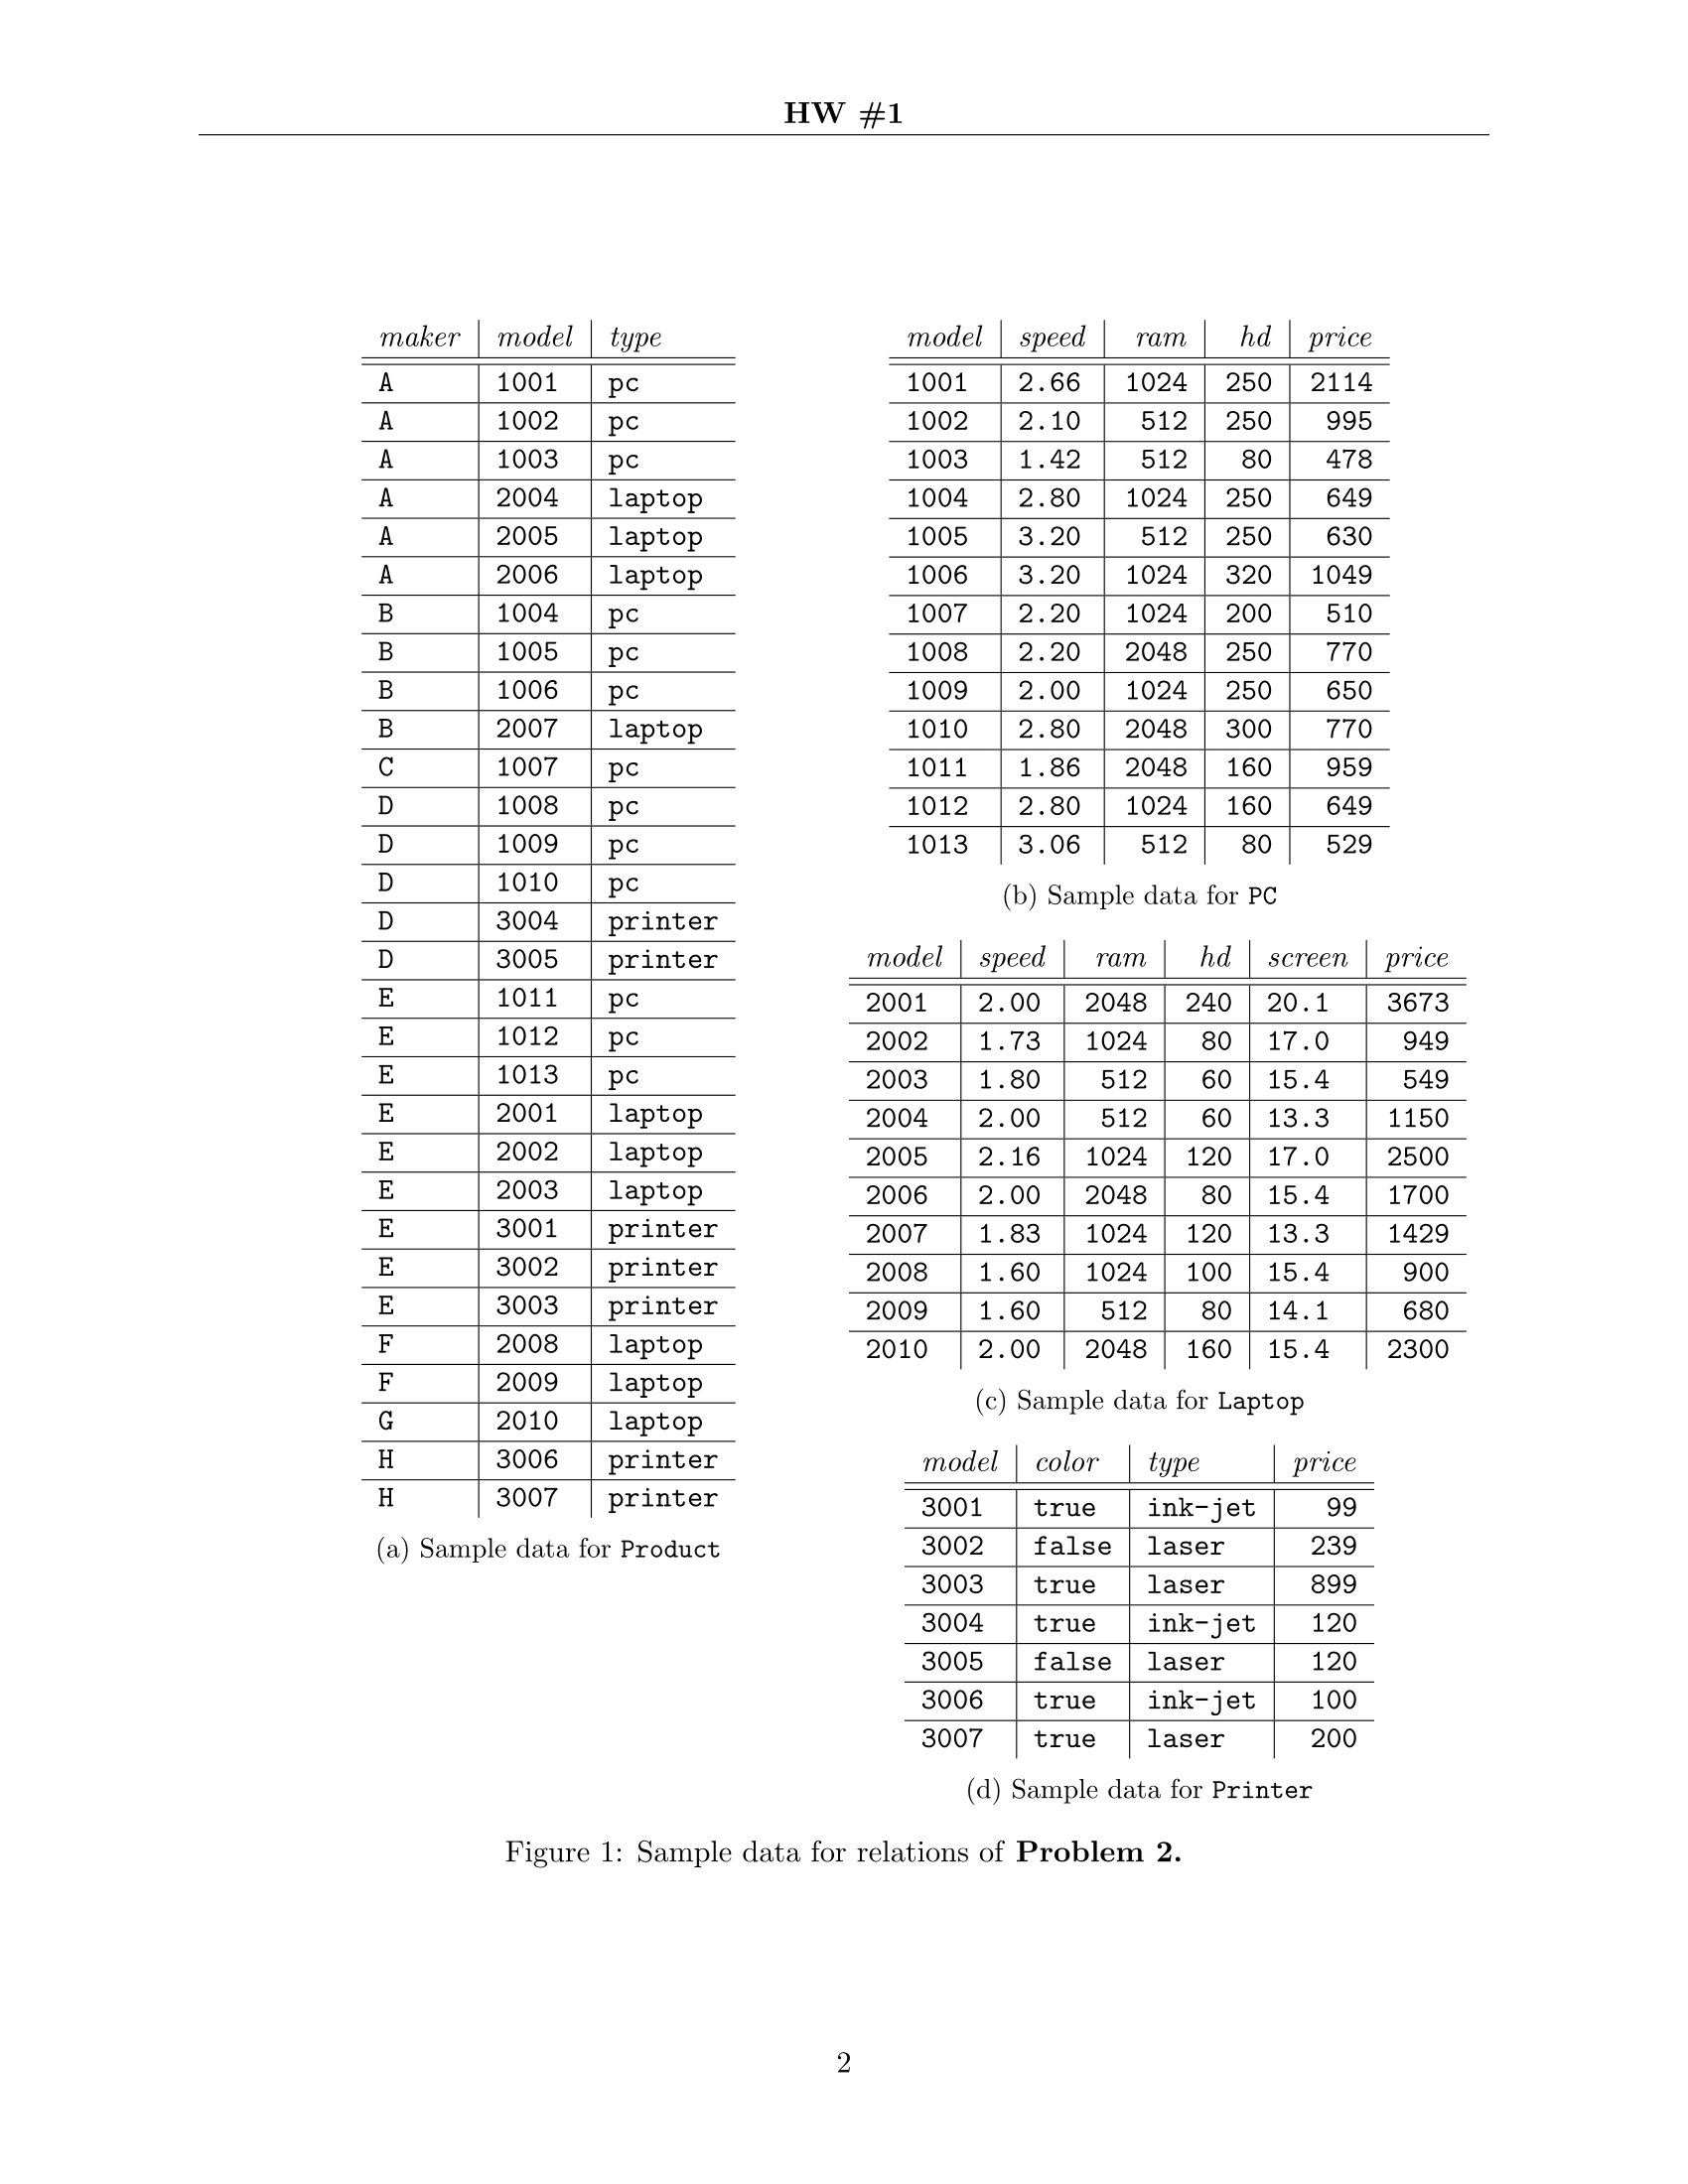 HW #1
maker model type
A 1001 pc
A 1002 pc
A 1003 pc
A 2004 laptop
A 2005 laptop
A 2006 laptop
B 1004 pc
B 1005 pc
B 1006 pc
B 2007 laptop
C 1007 pc
D 1008 pc
D 1009 pc
D 1010 pc
D 3004 printer
D 3005 printer
E 1011 pc
E 1012 pc
E 1013 pc
E 2001 laptop
E 2002 laptop
E 2003 laptop
E 3001 printer
E 3002 printer
E 3003 printer
F 2008 laptop
F 2009 laptop
G 2010 laptop
H 3006 printer
H 3007 printer
(a) Sample data for Product
model speed ram hd price
1001 2.66 1024 250 2114
1002 2.10 512 250 995
1003 1.42 512 80 478
1004 2.80 1024 250 649
1005 3.20 512 250 630
1006 3.20 1024 320 1049
1007 2.20 1024 200 510
1008 2.20 2048 250 770
1009 2.00 1024 250 650
1010 2.80 2048 300 770
1011 1.86 2048 160 959
1012 2.80 1024 160 649
1013 3.06 512 80 529
(b) Sample data for PC
model speed ram hd screen price
2001 2.00 2048 240 20.1 3673
2002 1.73 1024 80 17.0 949
2003 1.80 512 60 15.4 549
2004 2.00 512 60 13.3 1150
2005 2.16 1024 120 17.0 2500
2006 2.00 2048 80 15.4 1700
2007 1.83 1024 120 13.3 1429
2008 1.60 1024 100 15.4 900
2009 1.60 512 80 14.1 680
2010 2.00 2048 160 15.4 2300
(c) Sample data for Laptop
model color type price
3001 true ink-jet 99
3002 false laser 239
3003 true laser 899
3004 true ink-jet 120
3005 false laser 120
3006 true ink-jet 100
3007 true laser 200
(d) Sample data for Printer
Figure 1: Sample data for relations of Problem 2.
2